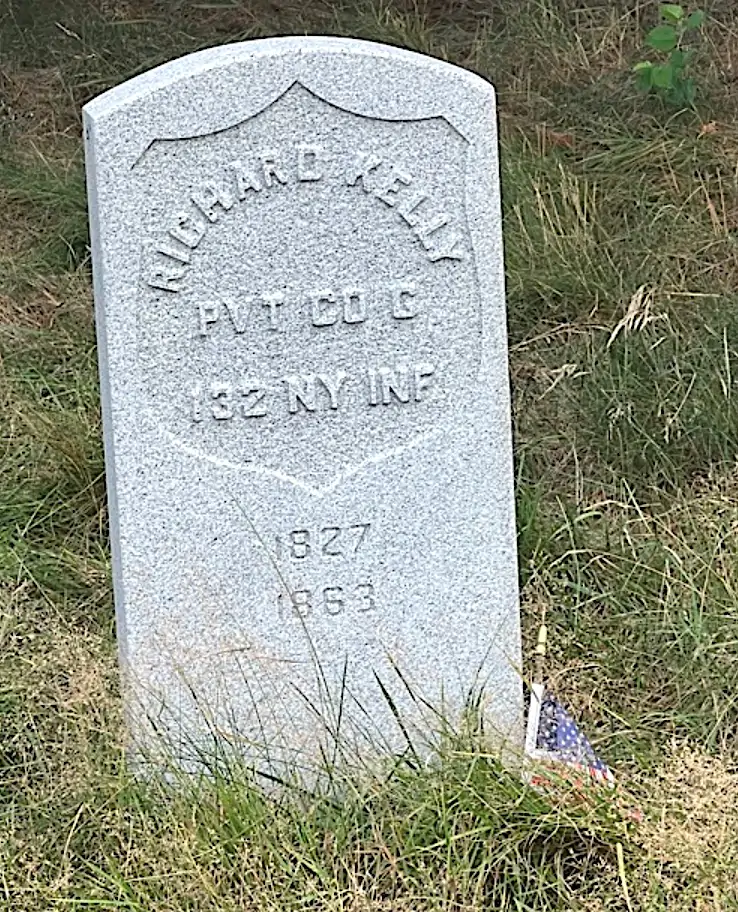 RICHARD KELLY
PVT CO G
132 NY INF
1827
1863